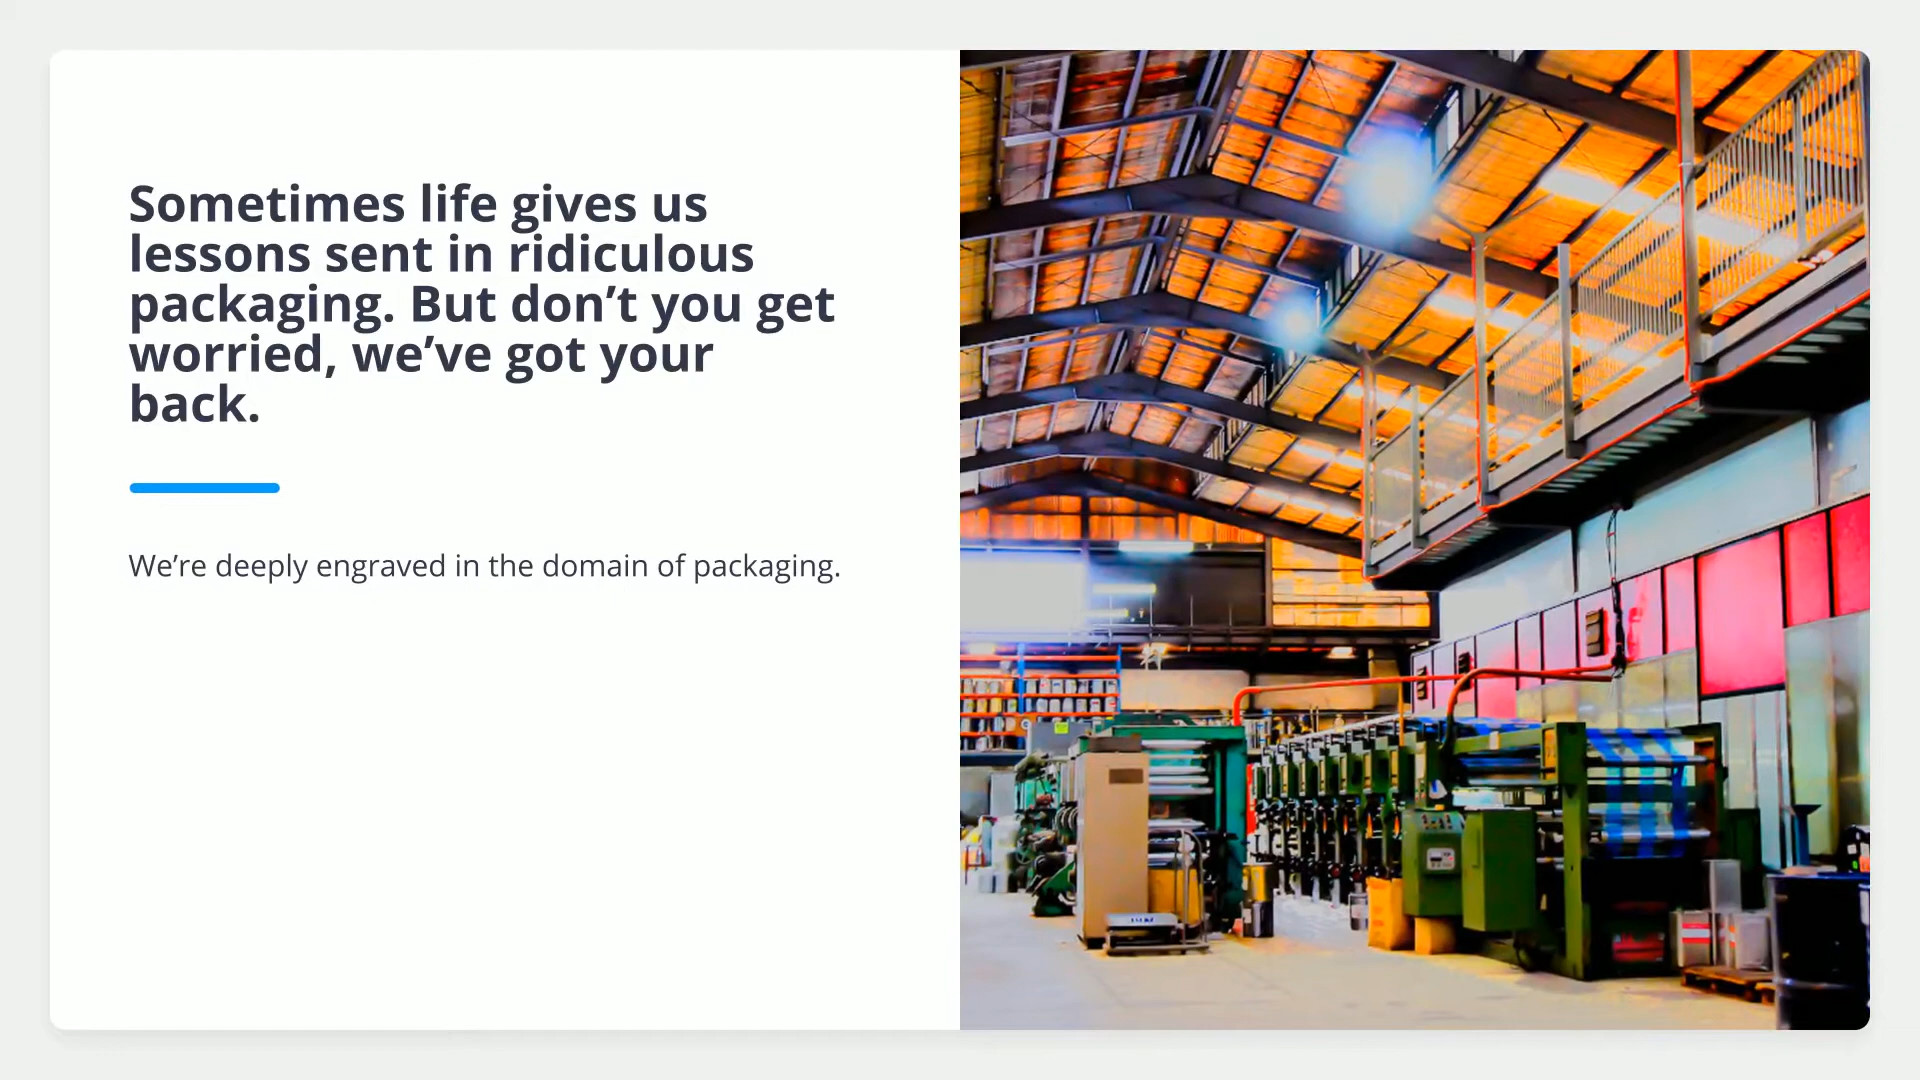 Sometimes life gives us
lessons sent in ridiculous
packaging. But don’t you get
worried, we’ve got your
back.
We’re deeply engraved in the domain of packaging.